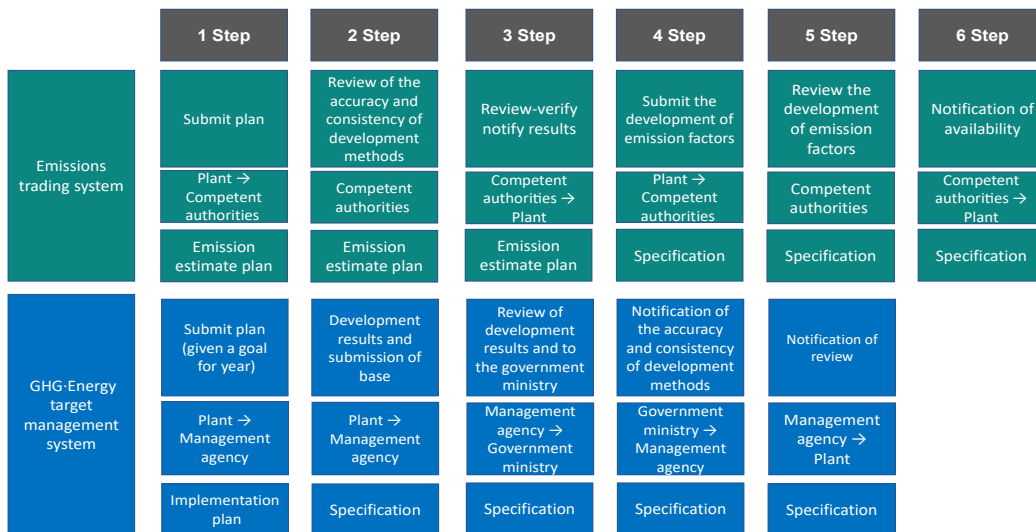 1 Step
2 Step
3 Step
4 Step
5 Step
6 Step
Emissions
trading system
Submit plan
Review of the
accuracy and
consistency of
development
methods
Review-verify
notify results
Submit the
development of
emission factors
Review the
development
of emission
factors
Notification of
availability
Plant →
Competent
authorities
Competent
authorities
Competent
authorities → 
Plant
Plant →
Competent
authorities
Competent
authorities
Competent
authorities →
Plant
Emission
estimate plan
Emission
estimate plan
Emission
estimate plan
Specification
Specification
Specification
GHG·Energy
target
management
system
Submit plan
(given a goal
for year)
Development
results and
submission of
base
Review of
development
results and to
the government
ministry
Notification of
the accuracy
and consistency
of development
methods
Notification of
review
Plant →
Management
agency
Plant →
Management
agency
Management
agency →
Government
ministry
Government
ministry →
Management
agency
Management
agency →
Plant
Implementation
plan
Specification
Specification
Specification
Specification